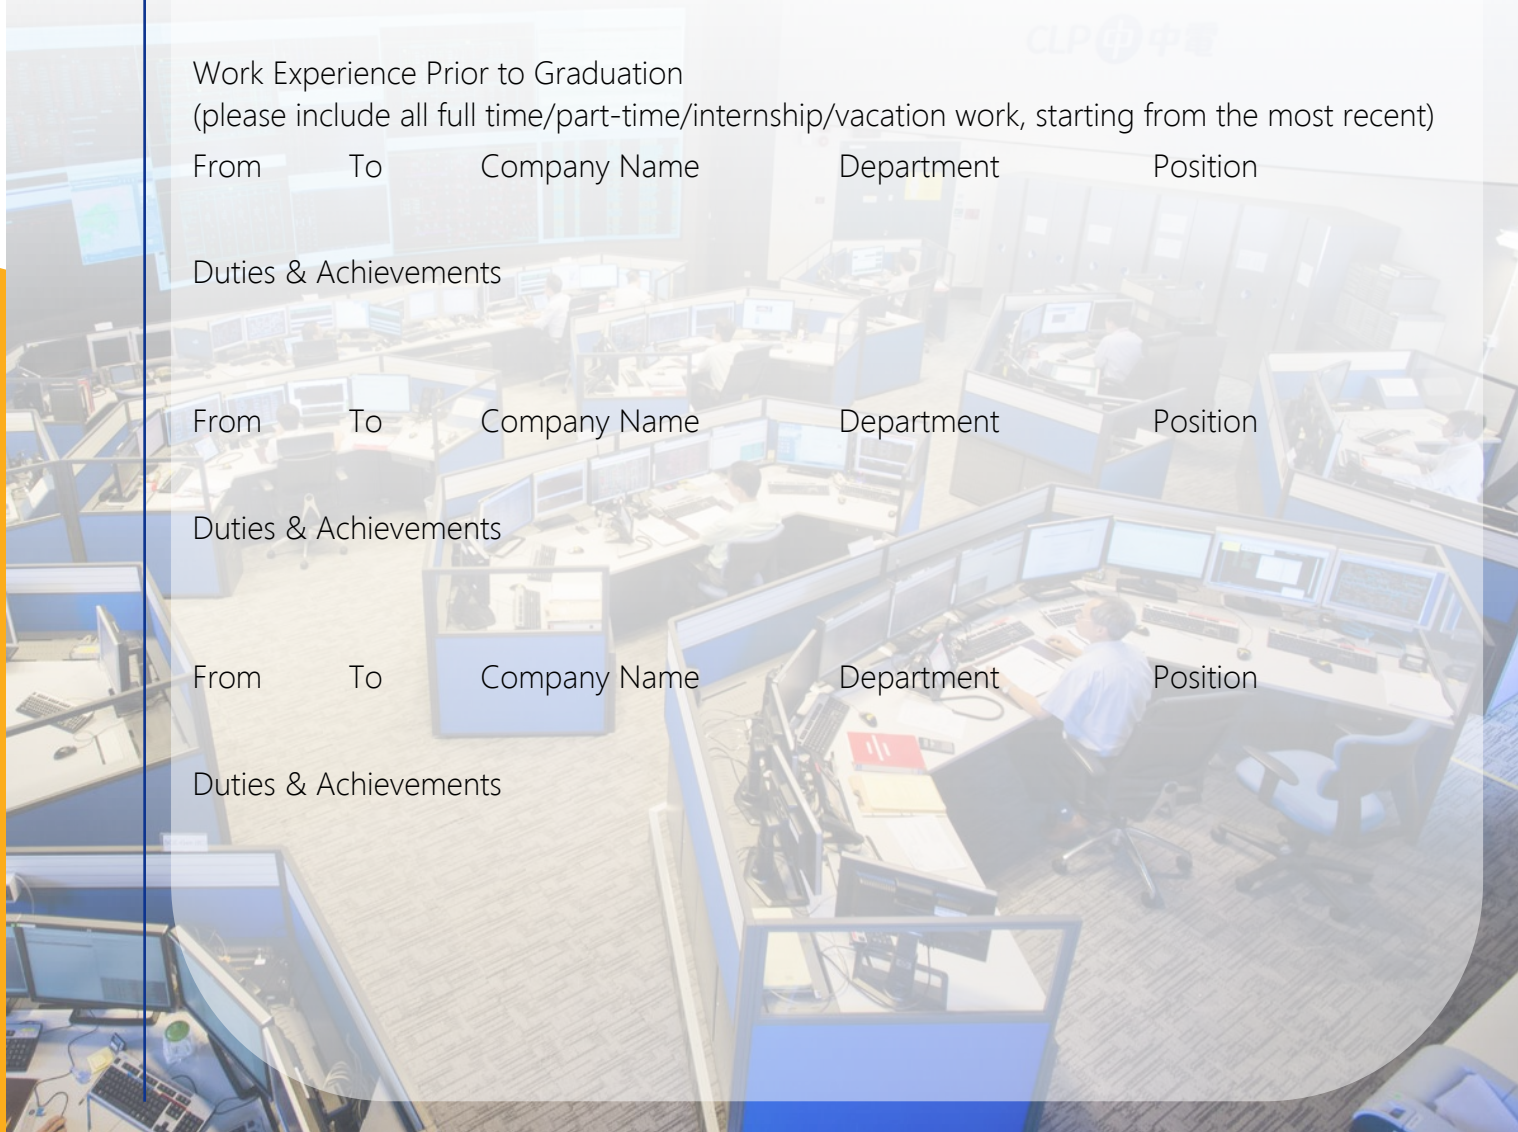 CLP 中電
Work Experience Prior to Graduation
(please include all full time/part-time/internship/vacation work, starting from the most recent)
From To Company Name Department Position
Duties & Achievements
From To Company Name Department Position
Duties & Achievements
From To Company Name Department Position
Duties & Achievements